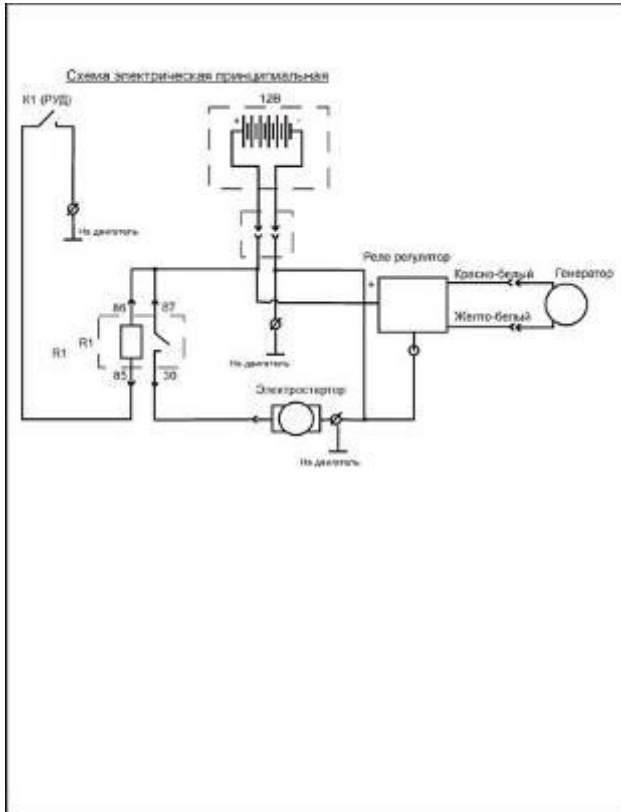 Схема электрическая принципиальная
К1 (РУД)
12В
+
-
На двигатель
Реле регулятор
Красно-белый
Генератор
+
Желто-белый
86
87
R1
R1
85
30
На двигатель
Электростартор
На двигатель